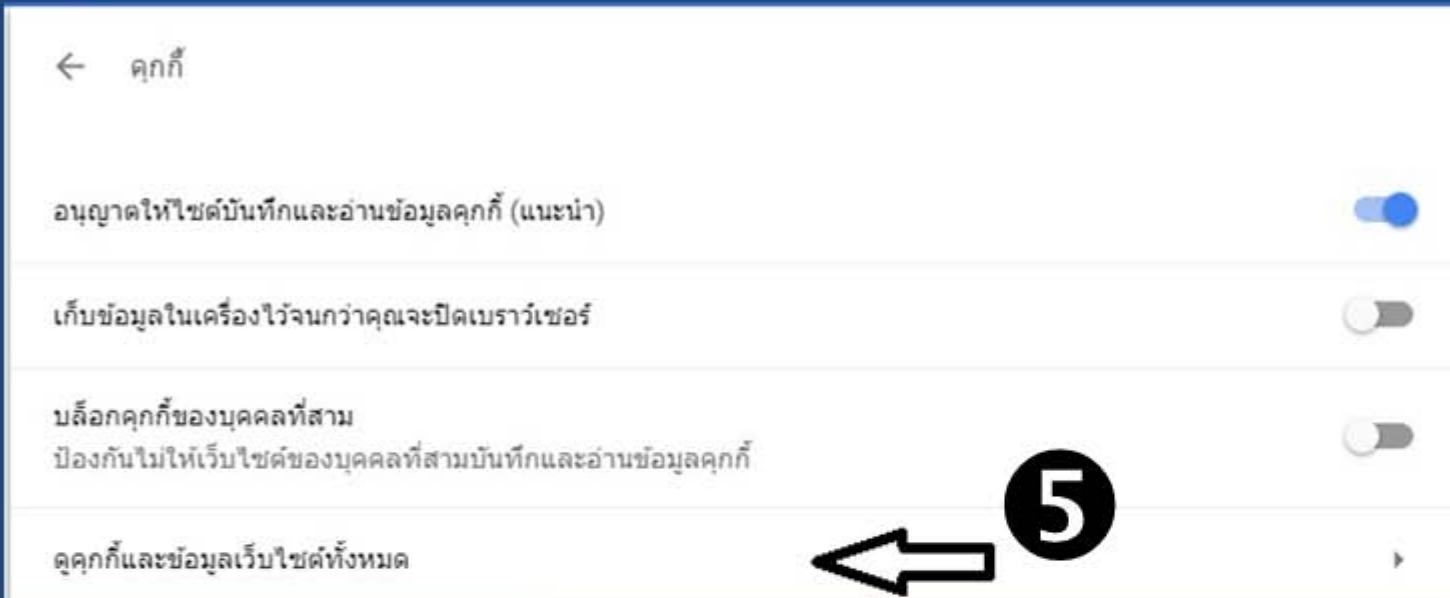 คุกกี้
อนุญาตให้ไซต์บันทึกและอ่านข้อมูลคุกกี้ (แนะนำ)
เก็บข้อมูลในเครื่องไว้จนกว่าคุณจะปิดเบราว์เซอร์
บล็อกคุกกี้ของบุคคลที่สาม
ป้องกันไม่ให้เว็บไซต์ของบุคคลที่สามบันทึกและอ่านข้อมูลคุกกี้
5
ดูคุกกี้และข้อมูลเว็บไซต์ทั้งหมด